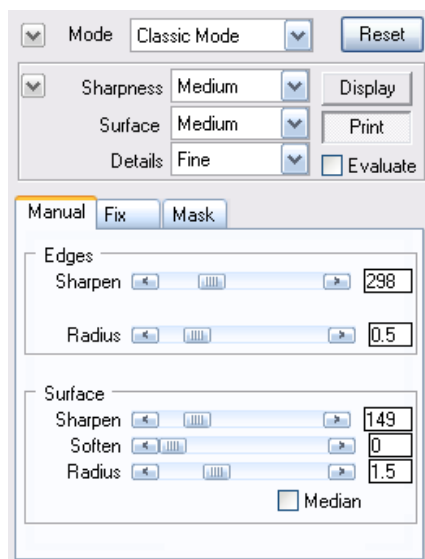 Mode Classic Mode Reset
Sharpness Medium Display
Surface Medium Print
Details Fine Evaluate
Manual Fix Mask
Edges
Sharpen 298
Radius 0.5
Surface
Sharpen 149
Soften 0
Radius 1.5
Median